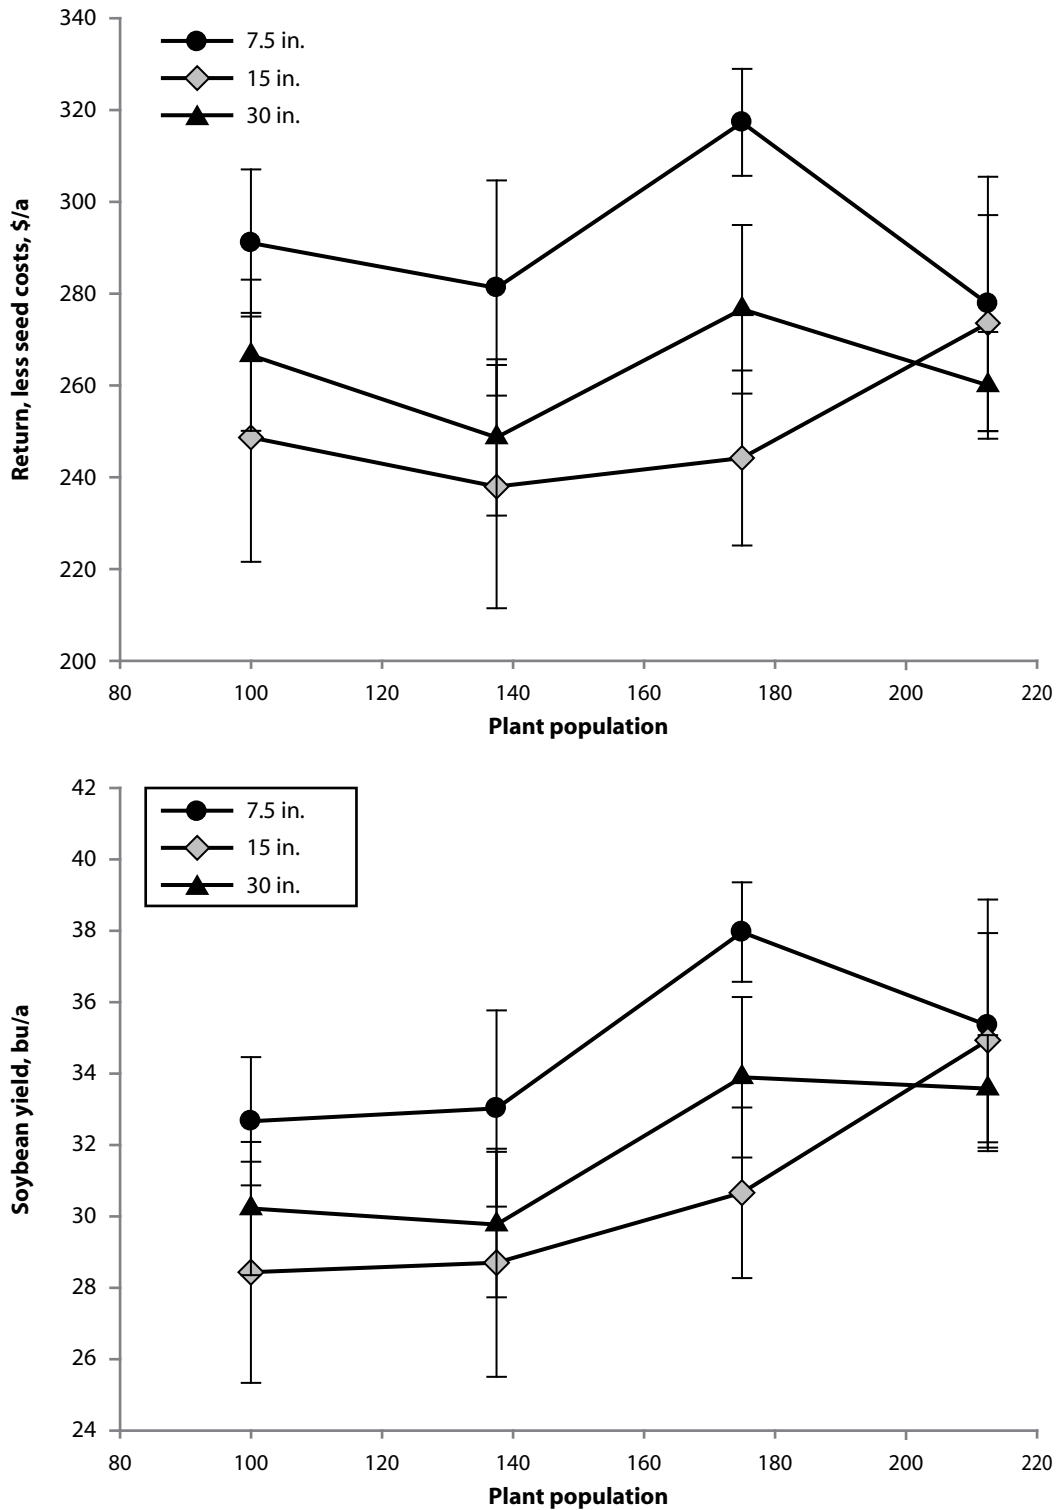 340
320
300
280
260
240
220
200
Return, less seed costs, $/a
7.5 in.
15 in.
30 in.
80 100 120 140 160 180 200 220
Plant population
42
40
38
36
34
32
30
28
26
24
Soybean yield, bu/a
7.5 in.
15 in.
30 in.
80 100 120 140 160 180 200 220
Plant population